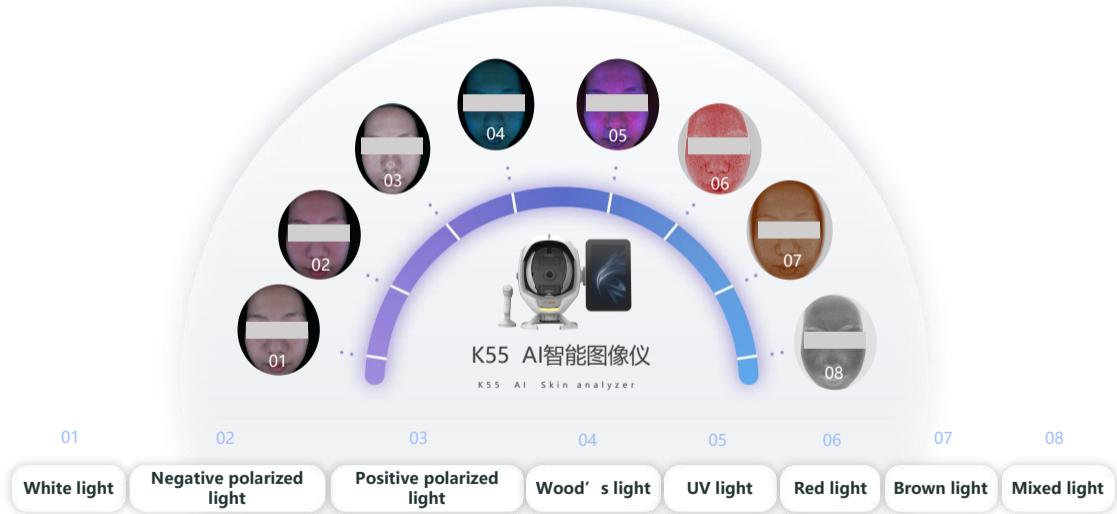 04
05
03
06
02
07
01
08
K55 AI智能图像仪
K55 AI Skin analyzer
01
02
03
04
05
06
07
08
White light
Negative polarized
light
Positive polarized
light
Wood's light
UV light
Red light
Brown light
Mixed light